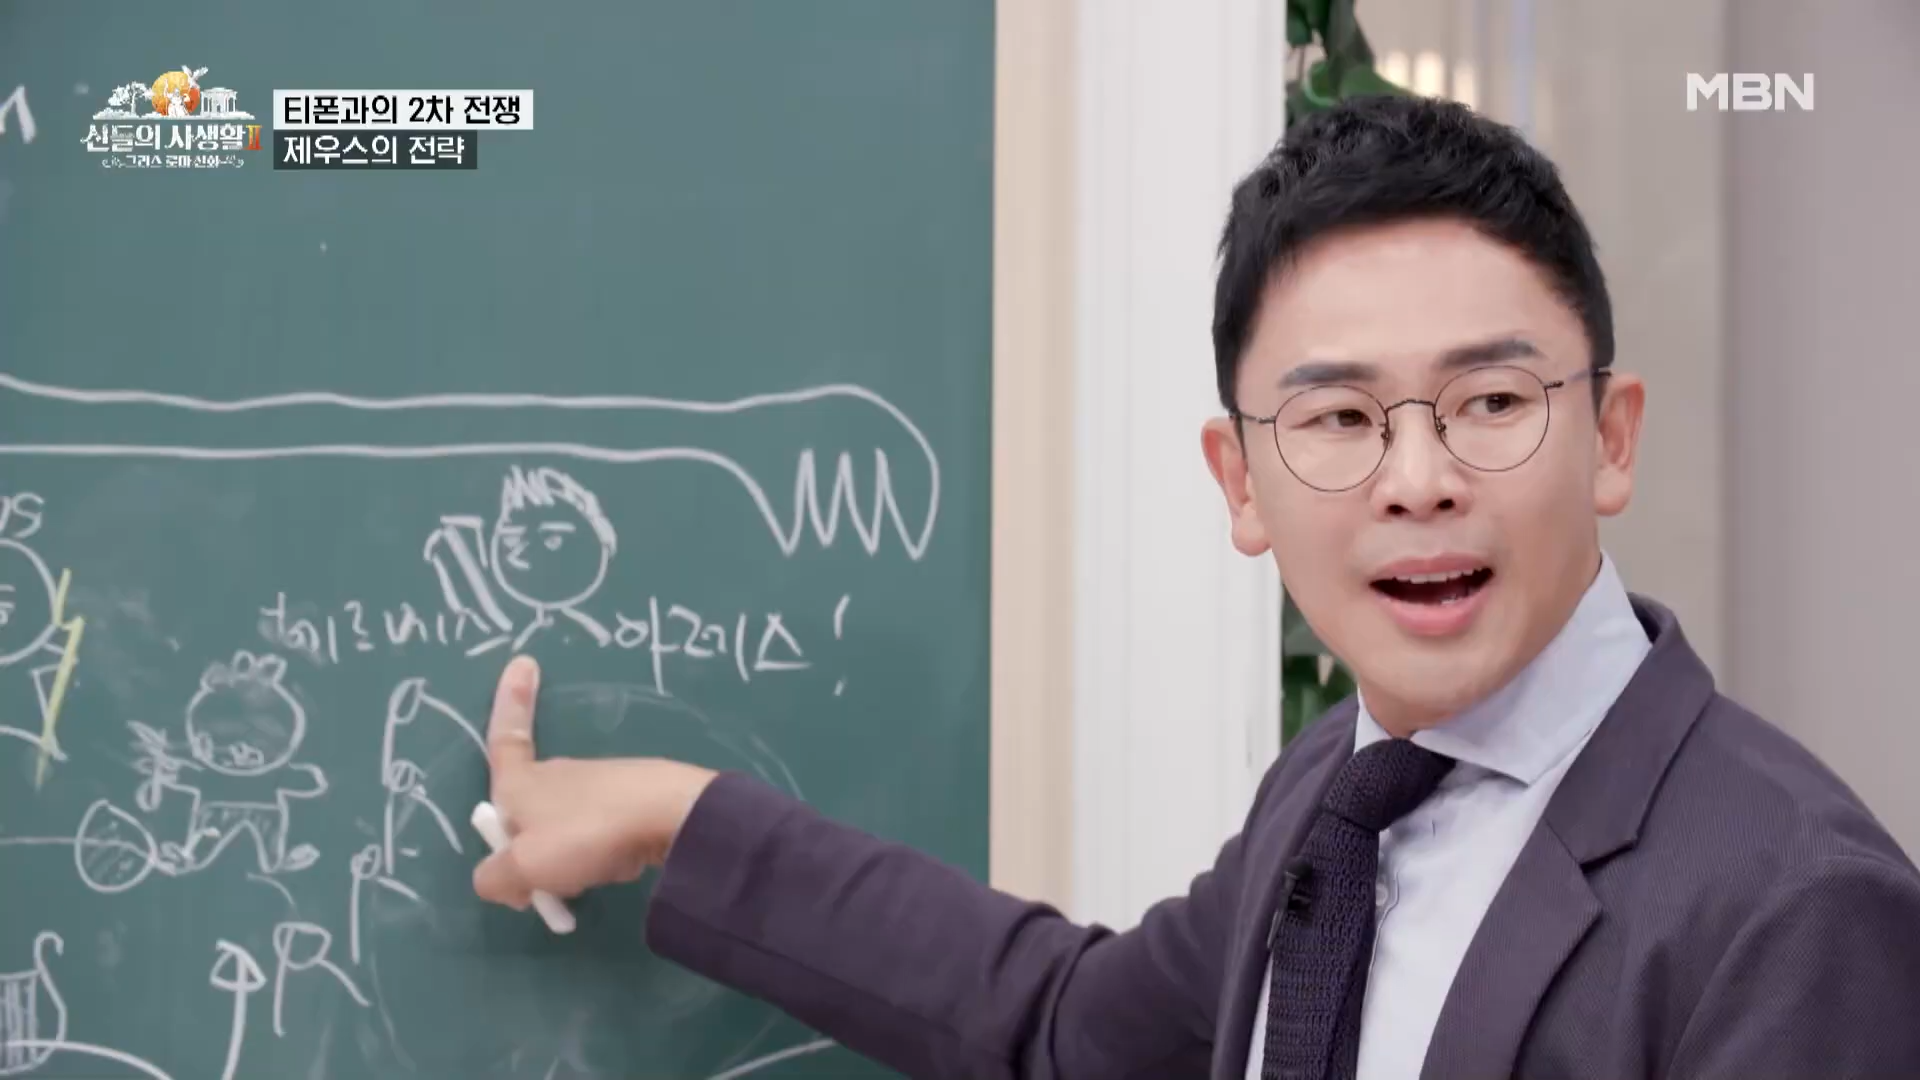 신들의 사생활 II
그리스 로마 신화
티폰과의 2차 전쟁
제우스의 전략
MBN
헤르메스
아레스!